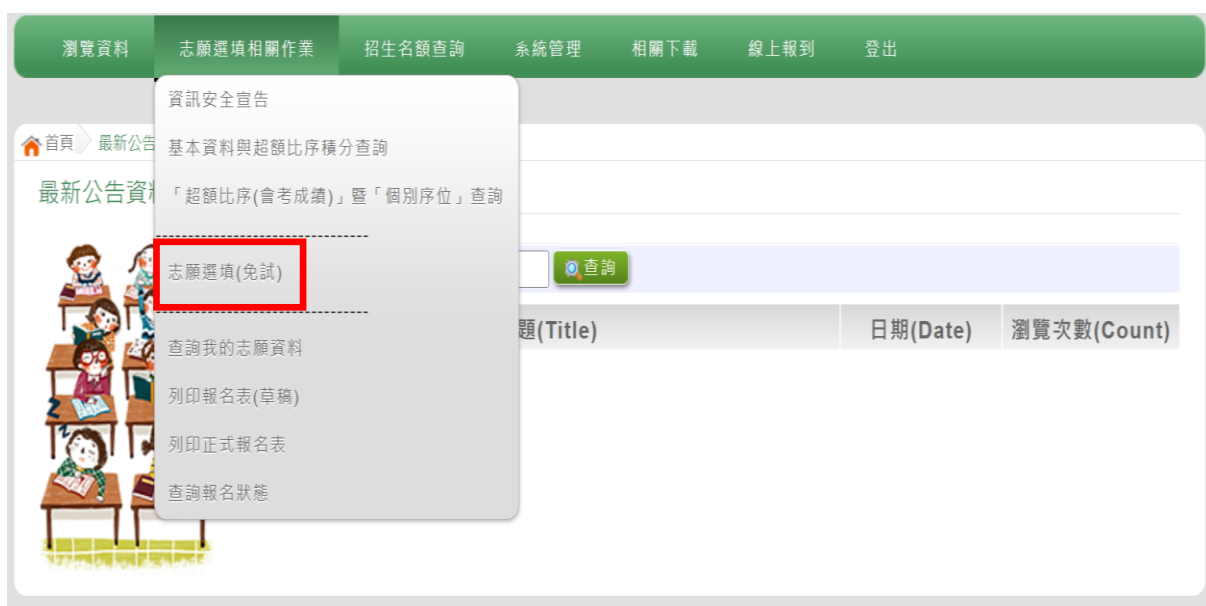 瀏覽資料 志願選填相關作業 招生名額查詢 系統管理 相關下載 線上報到 登出
資訊安全宣告
首頁 最新公告
基本資料與超額比序積分查詢
最新公告資
「超額比序(會考成績)」暨「個別序位」查詢
---------------------------------
志願選填(免試)
查詢
---------------------------------
題(Title) 日期(Date) 瀏覽次數(Count)
查詢我的志願資料
列印報名表(草稿)
列印正式報名表
查詢報名狀態